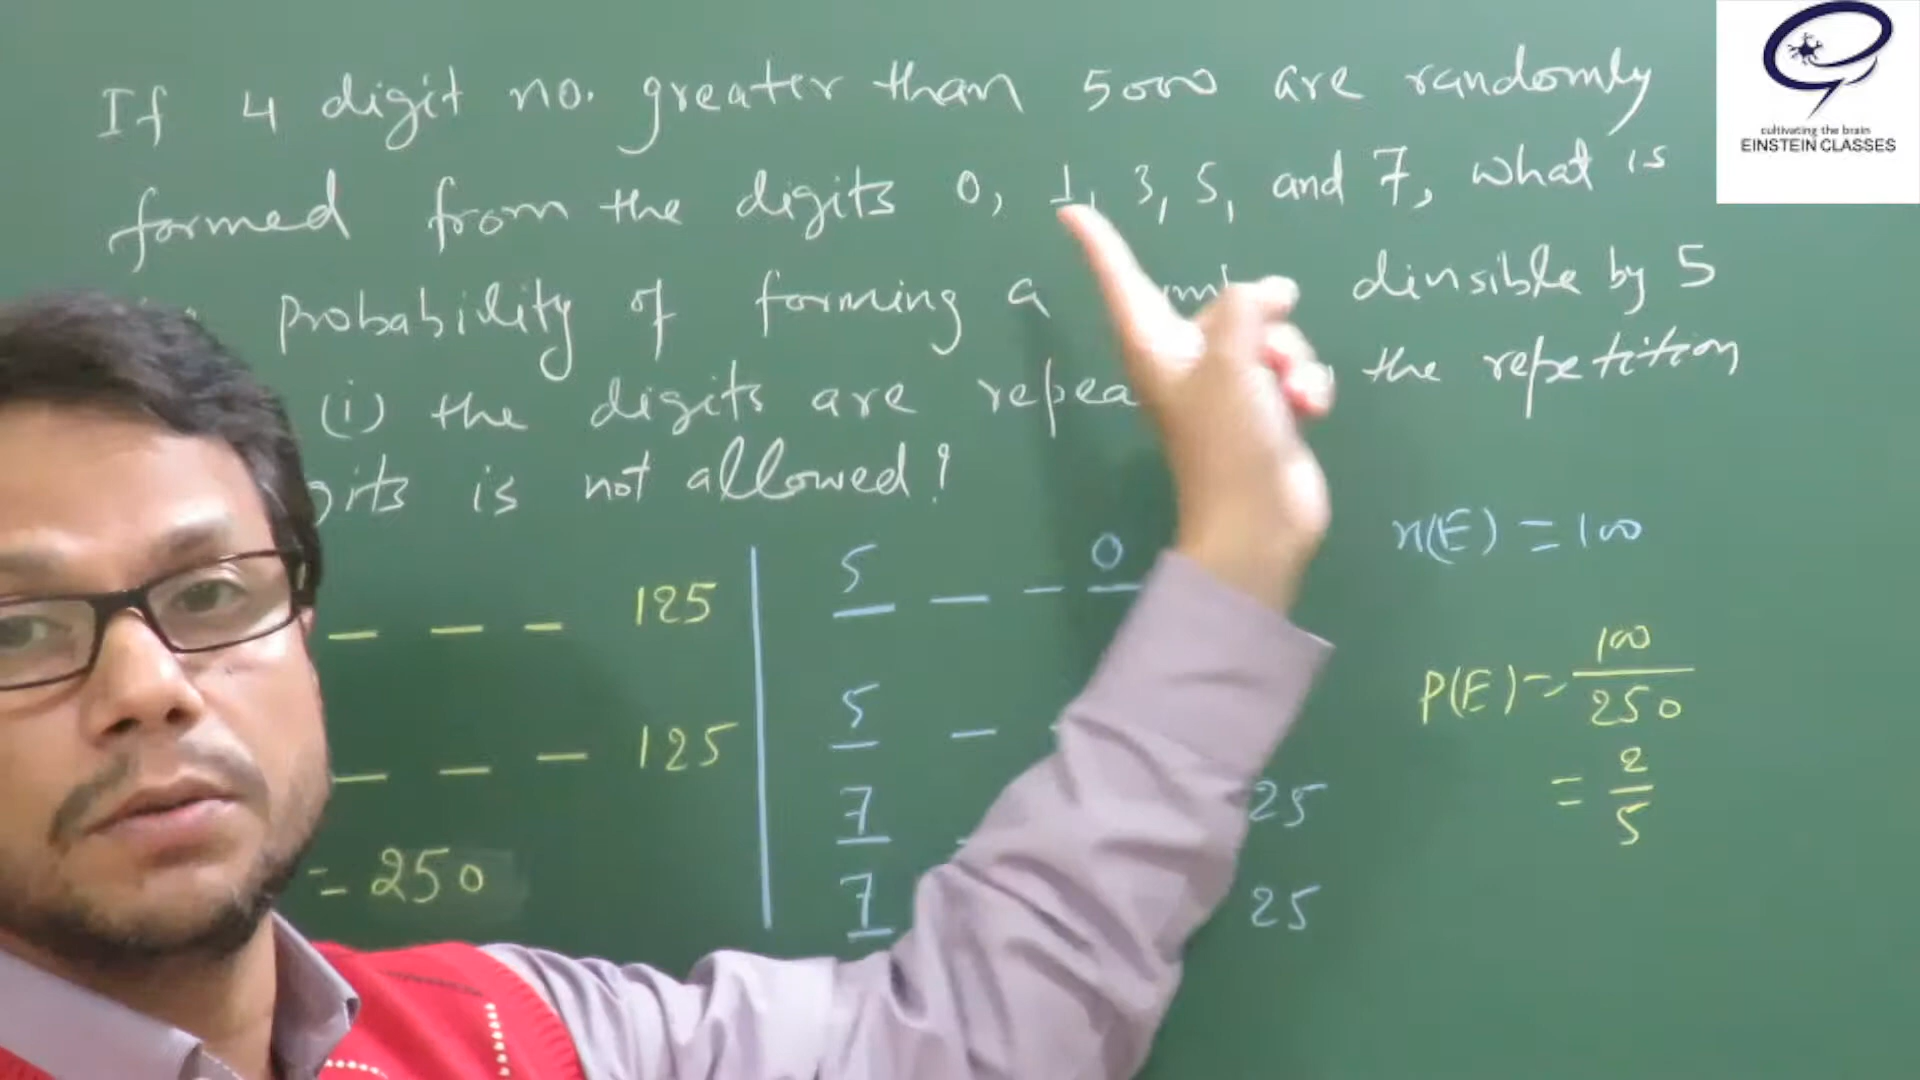 If 4 digit no. greater than 5000 are randomly
formed from the digits 0, 1, 3, 5, and 7, what is
probability of forming a divisible by 5
(i) the digits are the repetition
is not allowed?
125
125
= 250
5 _ _ 0
5 _
7 _ 25
7 25
n(E) = 100
P(E) = 100/250
= 2/5
cultivating the brain
EINSTEIN CLASSES